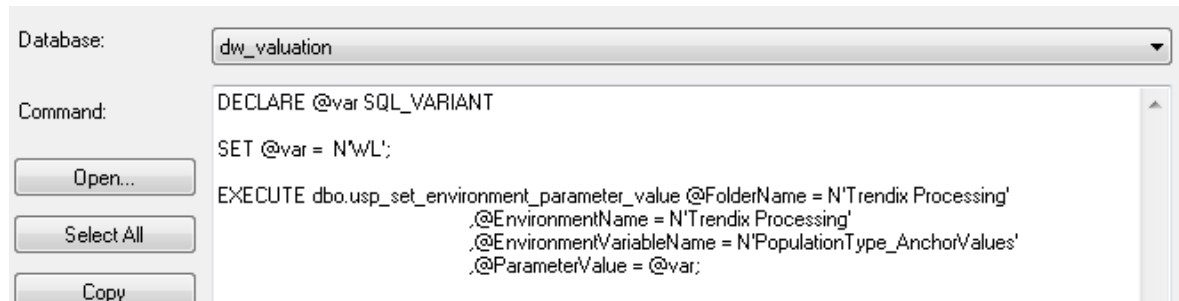 Database:
dw_valuation
Command:
DECLARE @var SQL_VARIANT
SET @var = N'WL';
Open...
EXECUTE dbo.usp_set_environment_parameter_value @FolderName = N'Trendix Processing'
,@EnvironmentName = N'Trendix Processing'
Select All
,@EnvironmentVariableName = N'PopulationType_AnchorValues'
,@ParameterValue = @var;
Copy